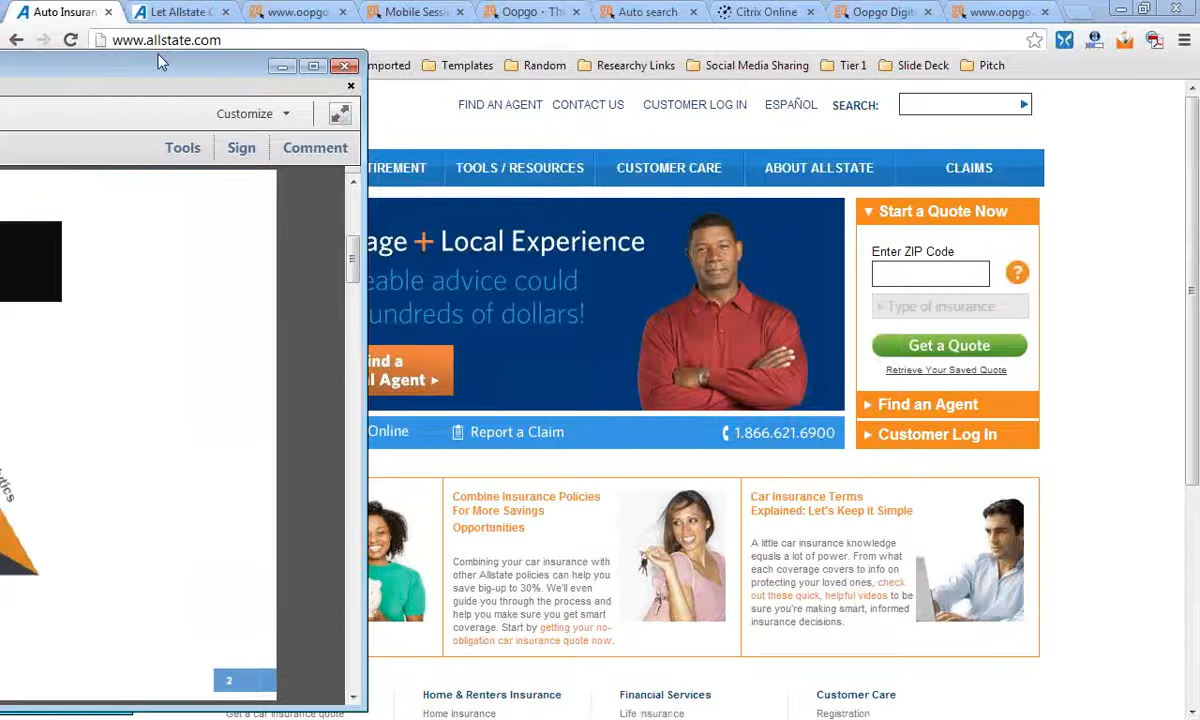 Auto Insuran
Let Allstate C
www.oopgo
Mobile Sessi
Oopgo - Th
Auto search
Citrix Online
Oopgo Digit
www.oopgo
www.allstate.com
mported
Templates
Random
Researchy Links
Social Media Sharing
Tier1
Slide Deck
Pitch
Customize
Tools
Sign
Comment
ytics
2
FIND AN AGENT CONTACT US CUSTOMER LOG IN ESPAÑOL SEARCH:
TIREMENT
TOOLS / RESOURCES
CUSTOMER CARE
ABOUT ALLSTATE
CLAIMS
age + Local Experience
eable advice could
undreds of dollars!
ind a
l Agent ▸
Online
Report a Claim
1.866.621.6900
Start a Quote Now
Enter ZIP Code
?
Type of insurance
Get a Quote
Retrieve Your Saved Quote
Find an Agent
Customer Log In
Combine Insurance Policies
For More Savings
Opportunities
Combining your car insurance with
other Allstate policies can help you
save big-up to 30%. We'll even
guide you through the process and
help you make sure you get smart
coverage. Start by getting your no-
obligation car insurance quote now.
Car Insurance Terms
Explained: Let's Keep it Simple
A little car insurance knowledge
equals a lot of power. From what
each coverage covers to info on
protecting your loved ones, check
out these quick, helpful videos to be
sure you're making smart, informed
insurance decisions.
Get a car insurance quote
Home & Renters Insurance
Home Insurance
Financial Services
Life Insurance
Customer Care
Registration